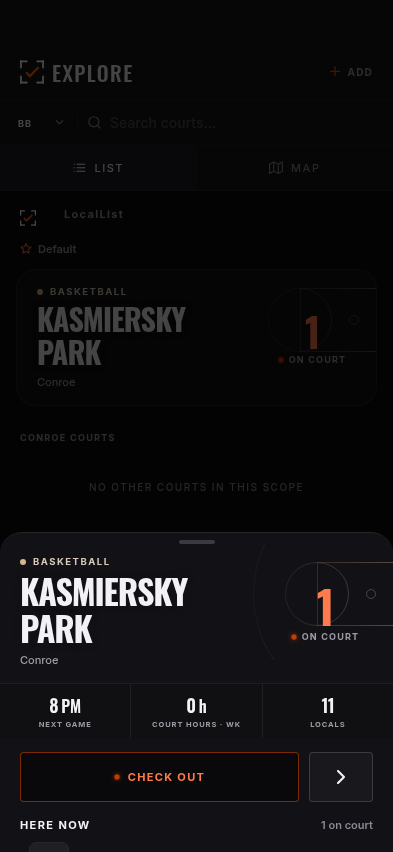 EXPLORE
ADD
BB
Search courts...
LIST
MAP
LocalList
Default
BASKETBALL
KASMIERSKY
PARK
Conroe
1
ON COURT
CONROE COURTS
NO OTHER COURTS IN THIS SCOPE
BASKETBALL
KASMIERSKY
PARK
Conroe
1
ON COURT
8 PM
NEXT GAME
0 h
COURT HOURS · WK
11
LOCALS
CHECK OUT
HERE NOW
1 on court